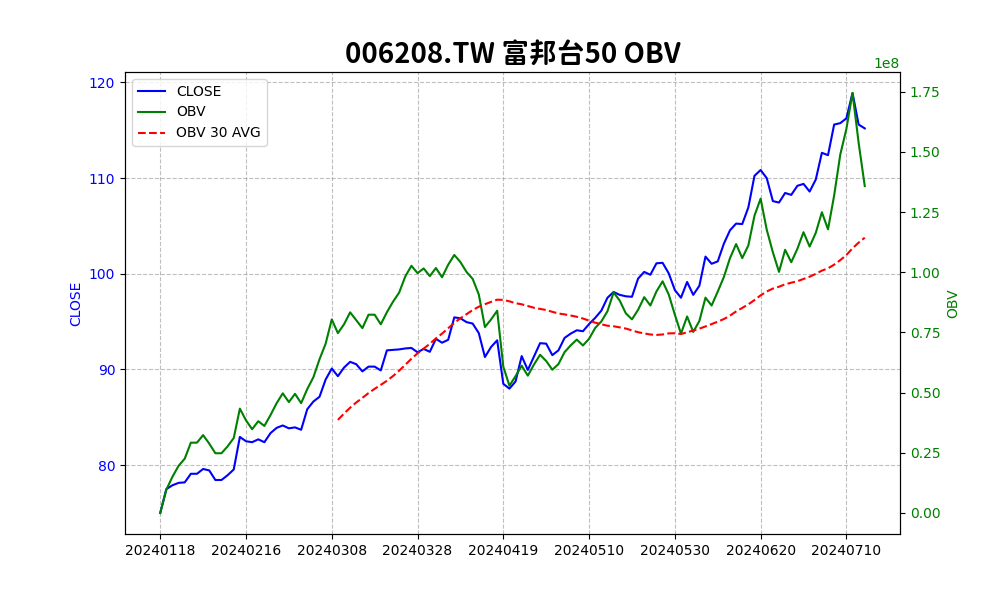 006208.TW 富邦台50 OBV
1e8
CLOSE
OBV
OBV 30 AVG
120
110
100
90
80
CLOSE
1.75
1.50
1.25
1.00
0.75
0.50
0.25
0.00
OBV
20240118 20240216 20240308 20240328 20240419 20240510 20240530 20240620 20240710